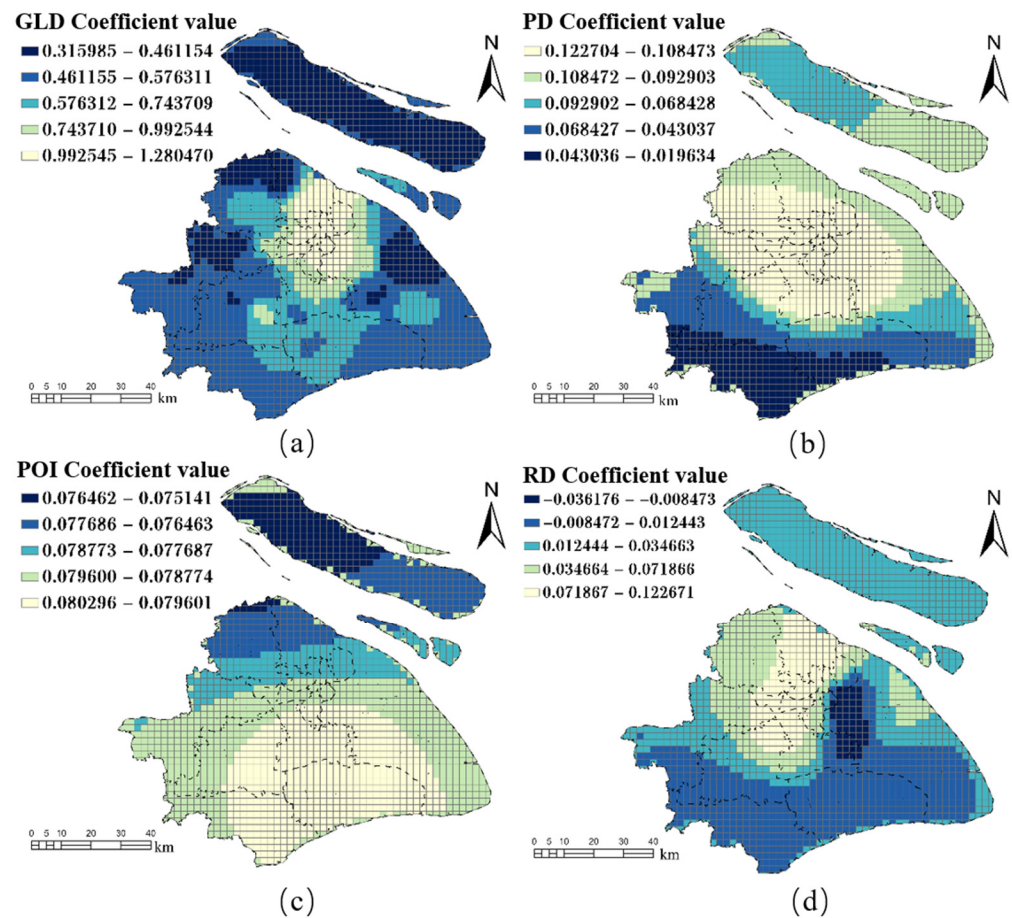 GLD Coefficient value
0.315985 – 0.461154
0.461155 – 0.576311
0.576312 – 0.743709
0.743710 – 0.992544
0.992545 – 1.280470
N
0 5 10 20 30 40
km
(a)
PD Coefficient value
0.122704 – 0.108473
0.108472 – 0.092903
0.092902 – 0.068428
0.068427 – 0.043037
0.043036 – 0.019634
N
0 5 10 20 30 40
km
(b)
POI Coefficient value
0.076462 – 0.075141
0.077686 – 0.076463
0.078773 – 0.077687
0.079600 – 0.078774
0.080296 – 0.079601
N
0 5 10 20 30 40
km
(c)
RD Coefficient value
−0.036176 – −0.008473
−0.008472 – 0.012443
0.012444 – 0.034663
0.034664 – 0.071866
0.071867 – 0.122671
N
0 5 10 20 30 40
km
(d)